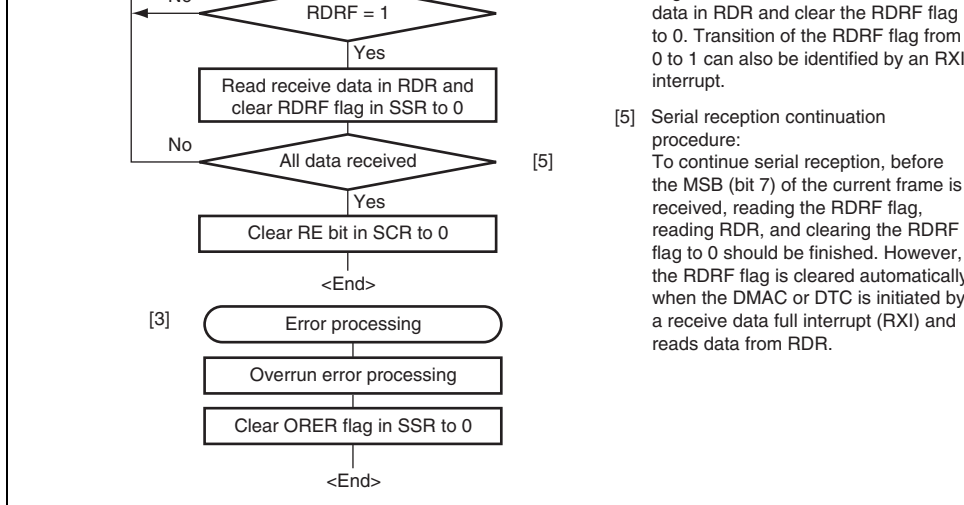 No
RDRF = 1
Yes
Read receive data in RDR and
clear RDRF flag in SSR to 0
No
All data received
[5]
Yes
Clear RE bit in SCR to 0
<End>
[3]
Error processing
Overrun error processing
Clear ORER flag in SSR to 0
<End>
data in RDR and clear the RDRF flag
to 0. Transition of the RDRF flag from
0 to 1 can also be identified by an RXI
interrupt.
[5] Serial reception continuation
procedure:
To continue serial reception, before
the MSB (bit 7) of the current frame is
received, reading the RDRF flag,
reading RDR, and clearing the RDRF
flag to 0 should be finished. However,
the RDRF flag is cleared automatically
when the DMAC or DTC is initiated by
a receive data full interrupt (RXI) and
reads data from RDR.